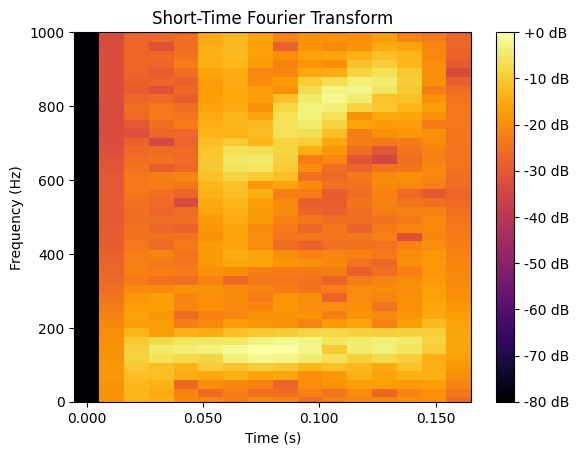 Short-Time Fourier Transform
1000
800
600
400
200
0
Frequency (Hz)
0.000
0.050
0.100
0.150
Time (s)
+0 dB
-10 dB
-20 dB
-30 dB
-40 dB
-50 dB
-60 dB
-70 dB
-80 dB